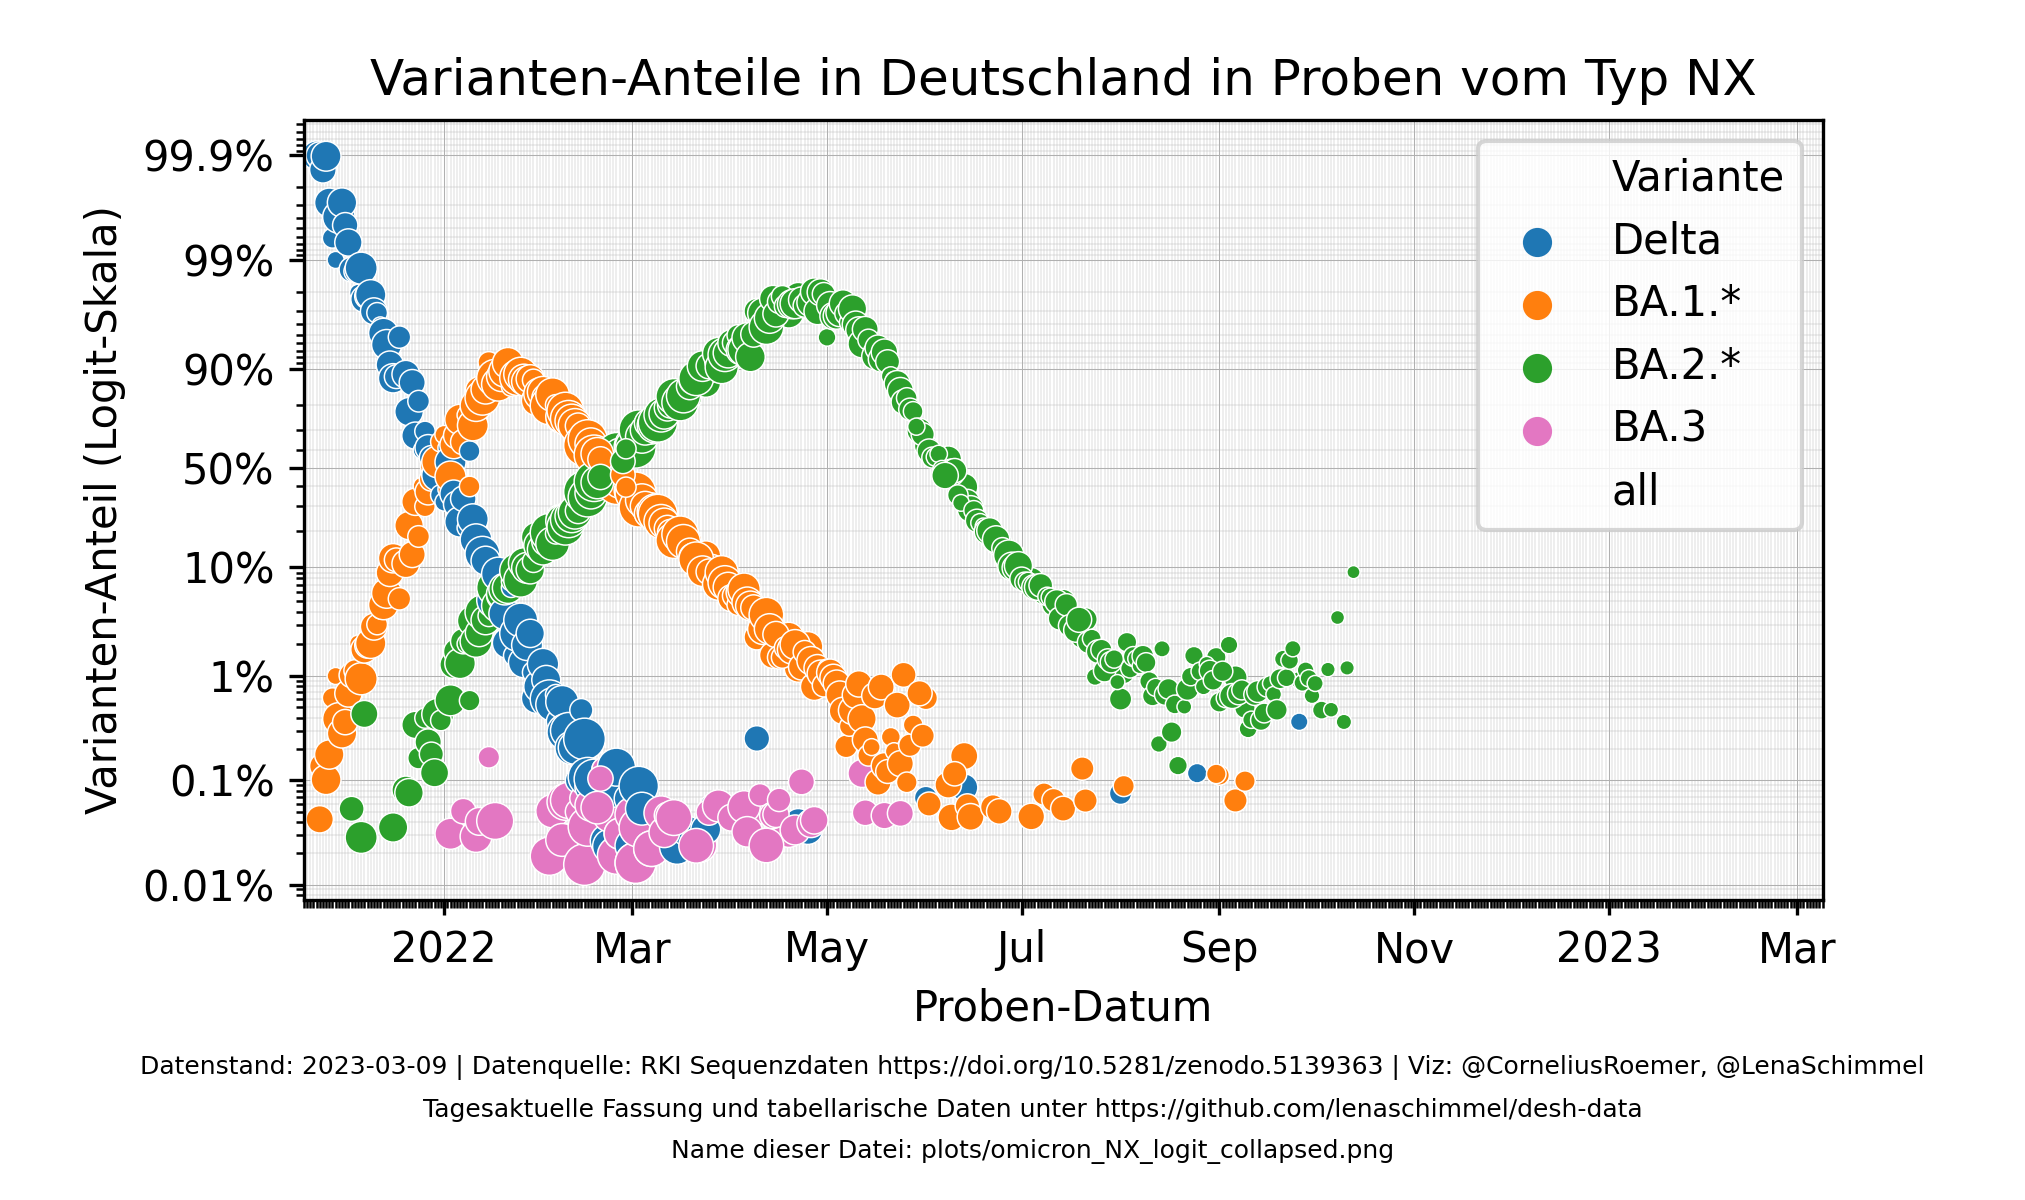 Varianten-Anteile in Deutschland in Proben vom Typ NX
Varianten-Anteil (Logit-Skala)
99.9%
99%
90%
50%
10%
1%
0.1%
0.01%
Variante
Delta
BA.1.*
BA.2.*
BA.3
all
2022
Mar
May
Jul
Sep
Nov
2023
Mar
Proben-Datum
Datenstand: 2023-03-09 | Datenquelle: RKI Sequenzdaten https://doi.org/10.5281/zenodo.5139363 | Viz: @CorneliusRoemer, @LenaSchimmel
Tagesaktuelle Fassung und tabellarische Daten unter https://github.com/lenaschimmel/desh-data
Name dieser Datei: plots/omicron_NX_logit_collapsed.png